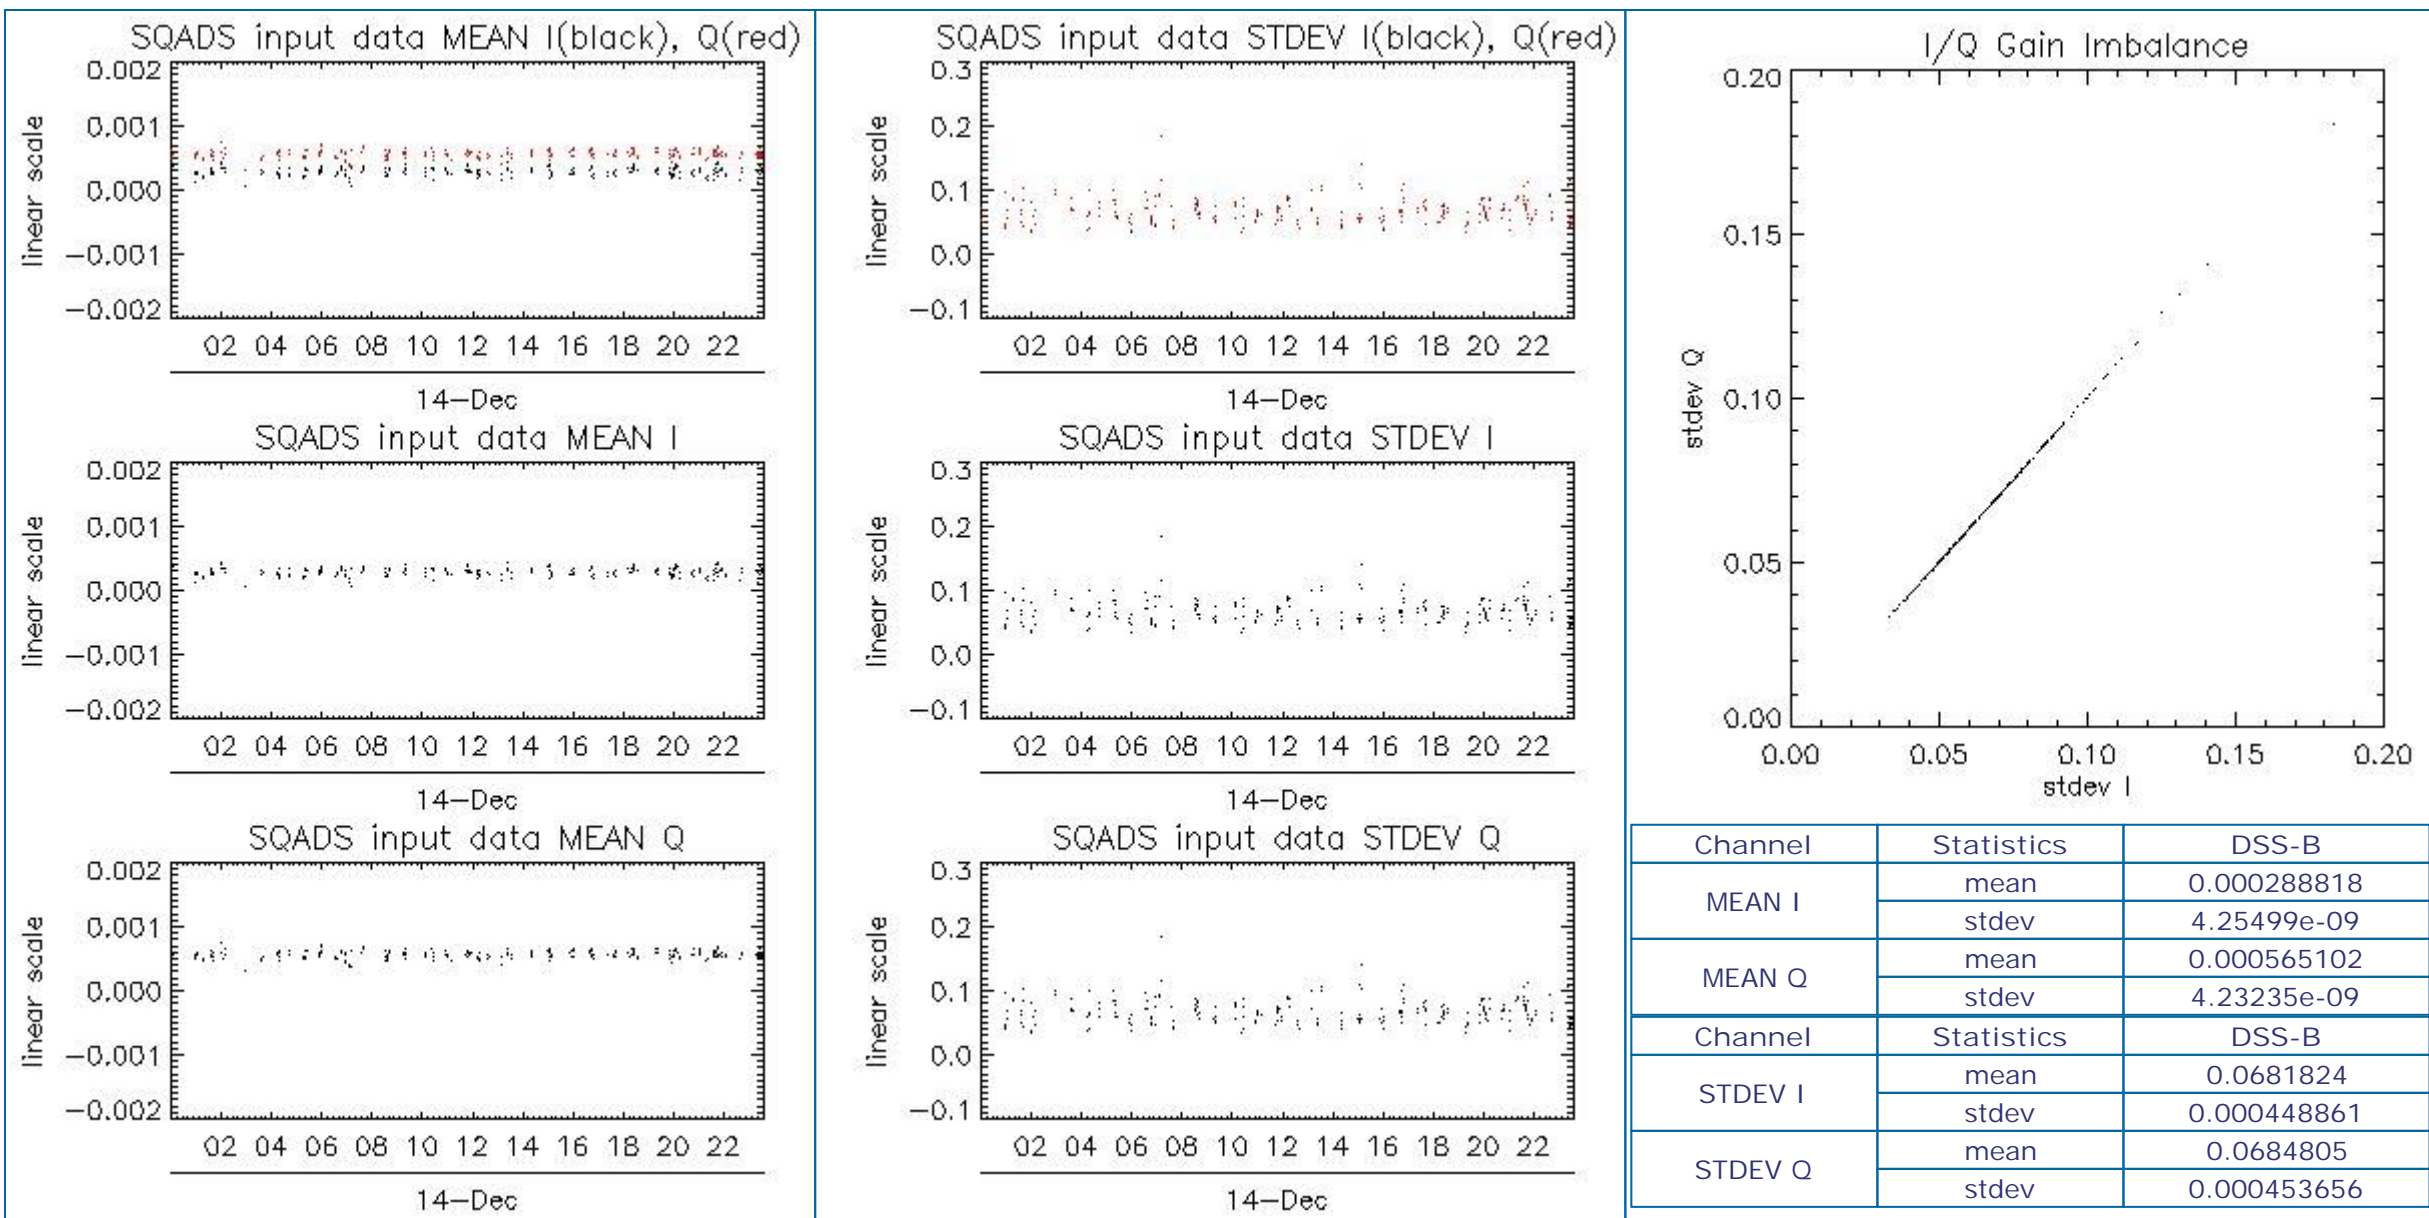 SQADS input data MEAN I(black), Q(red)
0.002
0.001
0.000
-0.001
-0.002
linear scale
02 04 06 08 10 12 14 16 18 20 22
14-Dec
SQADS input data MEAN I
0.002
0.001
0.000
-0.001
-0.002
linear scale
02 04 06 08 10 12 14 16 18 20 22
14-Dec
SQADS input data MEAN Q
0.002
0.001
0.000
-0.001
-0.002
linear scale
02 04 06 08 10 12 14 16 18 20 22
14-Dec
SQADS input data STDEV I(black), Q(red)
0.3
0.2
0.1
0.0
-0.1
linear scale
02 04 06 08 10 12 14 16 18 20 22
14-Dec
SQADS input data STDEV I
0.3
0.2
0.1
0.0
-0.1
linear scale
02 04 06 08 10 12 14 16 18 20 22
14-Dec
SQADS input data STDEV Q
0.3
0.2
0.1
0.0
-0.1
linear scale
02 04 06 08 10 12 14 16 18 20 22
14-Dec
I/Q Gain Imbalance
0.20
0.15
0.10
0.05
0.00
stdev Q
0.00 0.05 0.10 0.15 0.20
stdev I
Channel Statistics DSS-B
MEAN I mean 0.000288818
stdev 4.25499e-09
MEAN Q mean 0.000565102
stdev 4.23235e-09
Channel Statistics DSS-B
STDEV I mean 0.0681824
stdev 0.000448861
STDEV Q mean 0.0684805
stdev 0.000453656